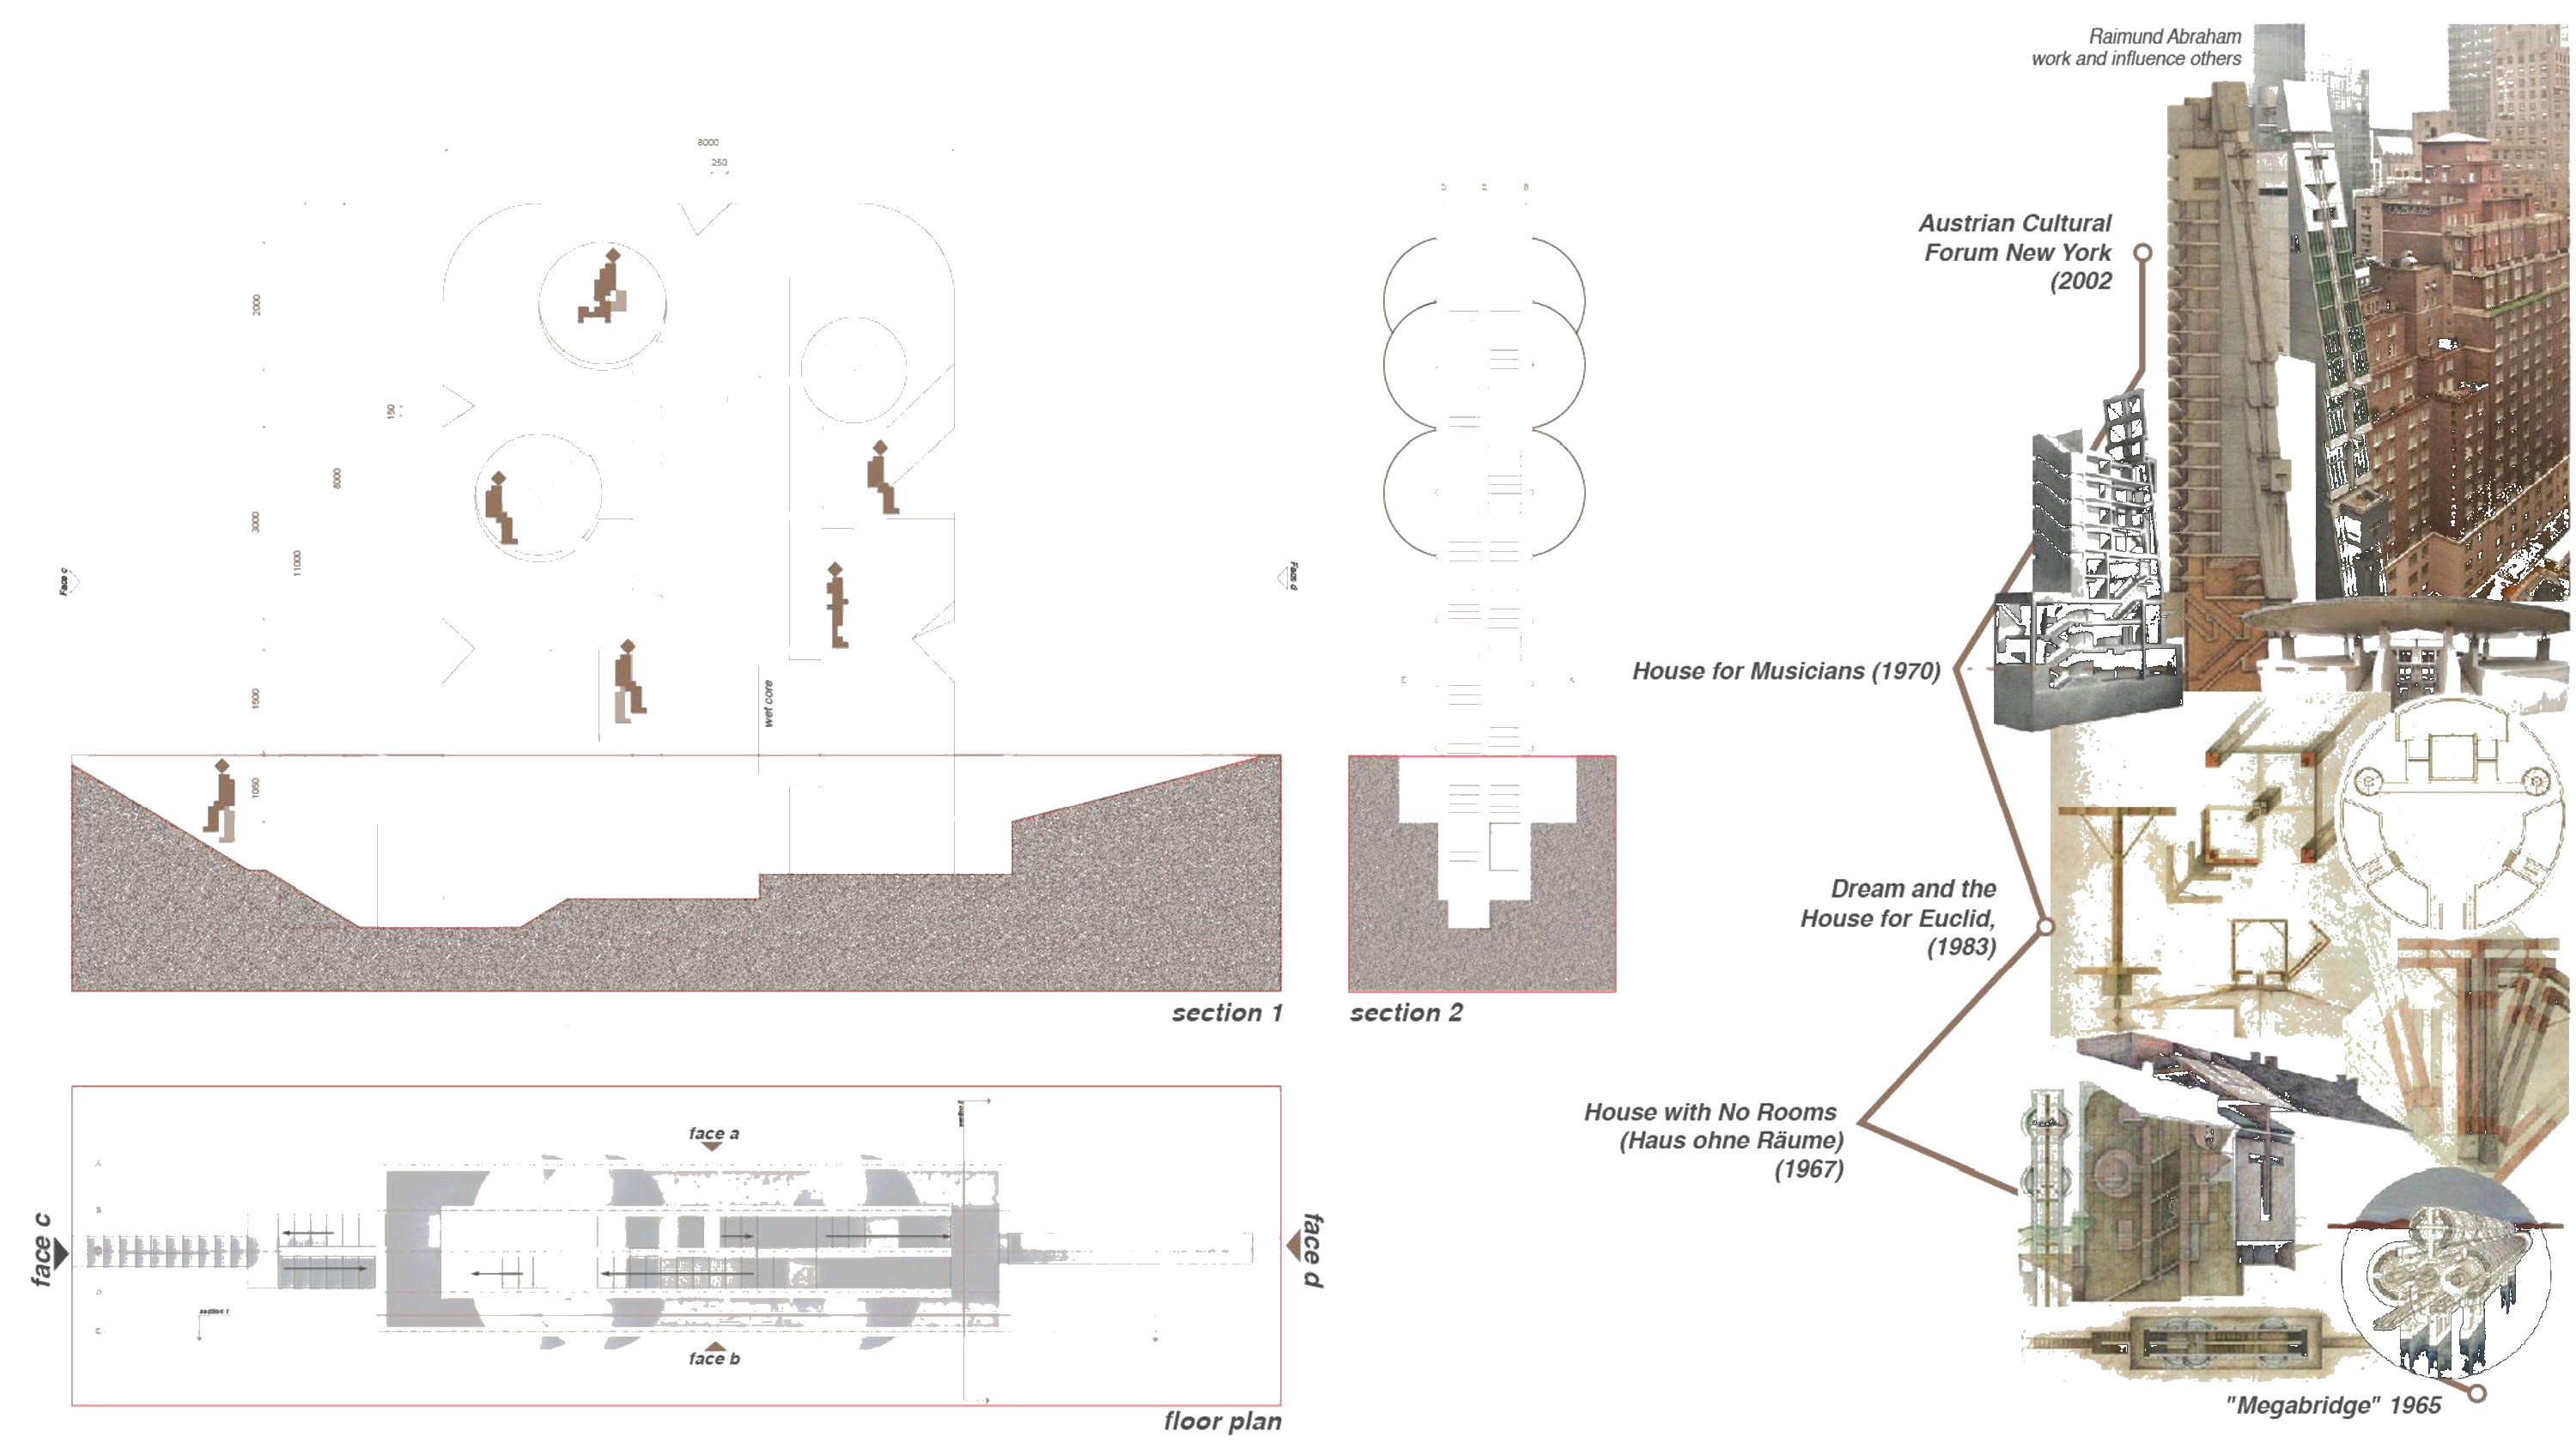 Raimund Abraham
work and influence others
Austrian Cultural
Forum New York
(2002
House for Musicians (1970)
Dream and the
House for Euclid,
(1983)
House with No Rooms
(Haus ohne Räume)
(1967)
"Megabridge" 1965
8000
250
2000
150
3000
11000
1500
1050
Face c
Face d
wet core
section 1
section 2
face a
face b
face c
face d
section 1
floor plan